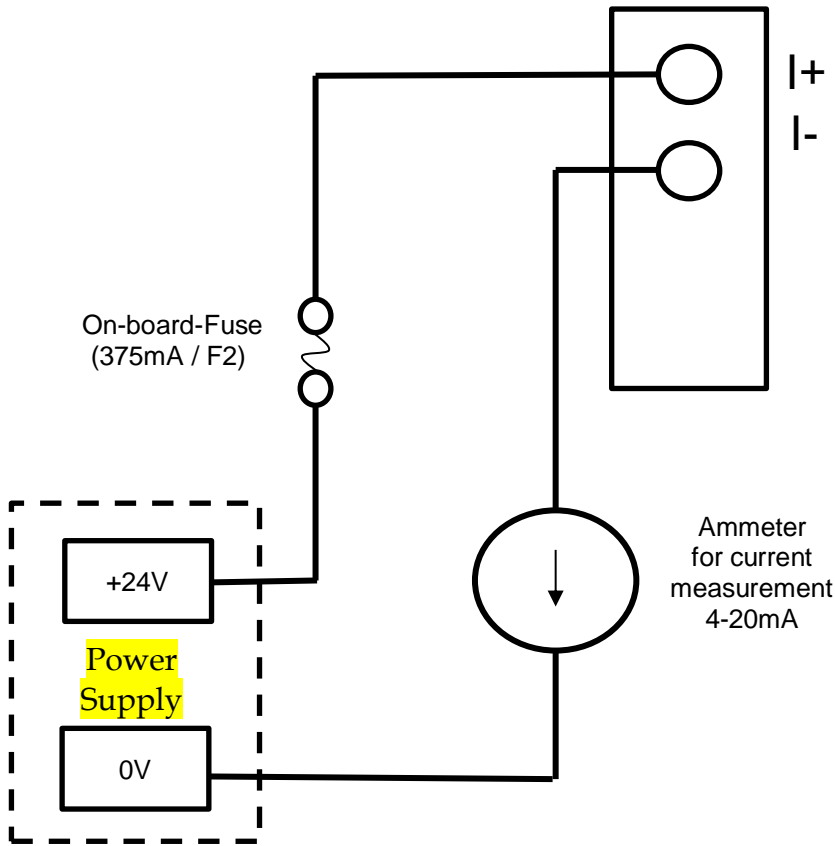 I+
I-
On-board-Fuse
(375mA / F2)
Ammeter
for current
measurement
4-20mA
+24V
Power
Supply
0V